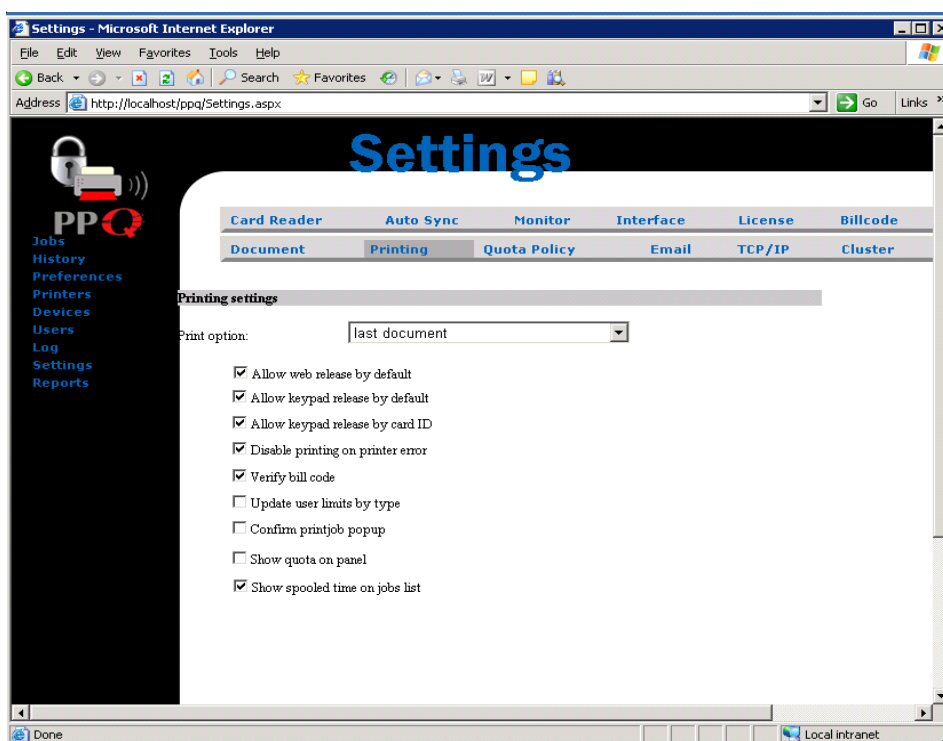 Settings - Microsoft Internet Explorer
File Edit View Favorites Tools Help
Back Search Favorites
Address http://localhost/ppq/Settings.aspx Go Links »
Settings
PPQ
Card Reader Auto Sync Monitor Interface License Billcode
Document Printing Quota Policy Email TCP/IP Cluster
Jobs
History
Preferences
Printers
Devices
Users
Log
Settings
Reports
Printing settings
Print option: last document
Allow web release by default
Allow keypad release by default
Allow keypad release by card ID
Disable printing on printer error
Verify bill code
Update user limits by type
Confirm printjob popup
Show quota on panel
Show spooled time on jobs list
Done Local intranet